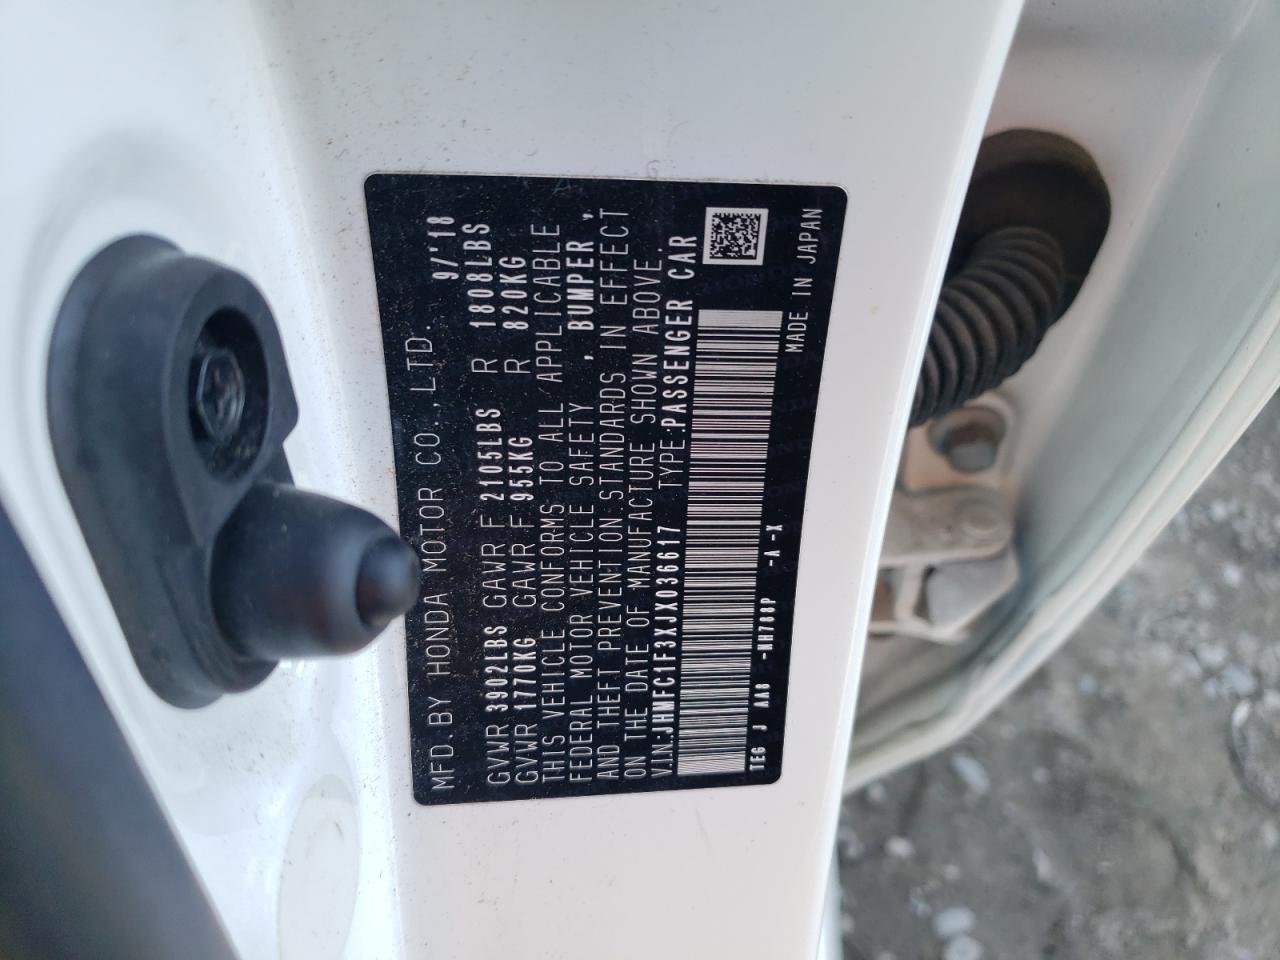 MFD.BY HONDA MOTOR CO.,LTD. 97'18
GVWR 3902LBS GAWR F 2105LBS R 1808LBS
GVWR 1770KG GAWR F 955KG R 820KG
THIS VEHICLE CONFORMS TO ALL APPLICABLE
FEDERAL MOTOR VEHICLE SAFETY , BUMPER ,
AND THEFT PREVENTION STANDARDS IN EFFECT
ON THE DATE OF MANUFACTURE SHOWN ABOVE.
V.I.N.:JHMFC1F3XJX036617 TYPE:PASSENGER CAR
TEG J AA8 -NH788P -A -X
MADE IN JAPAN